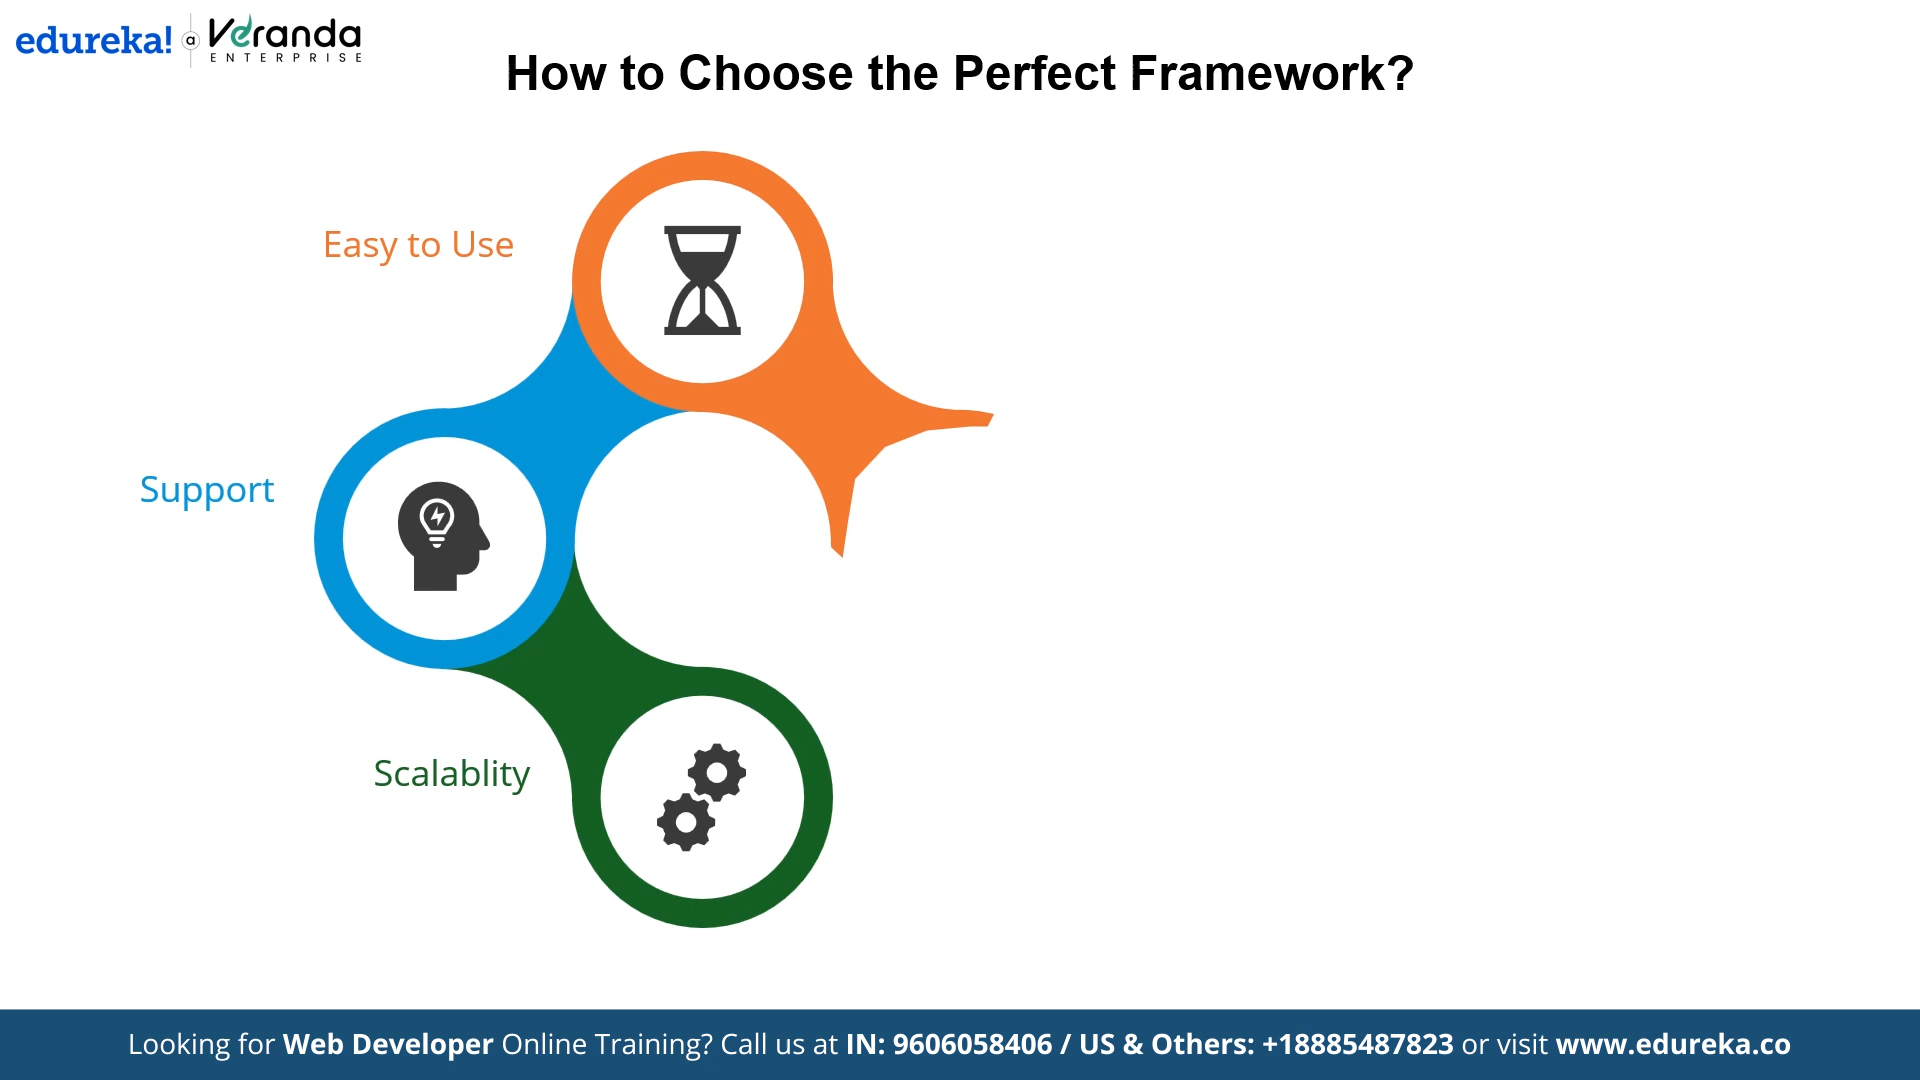 edureka! a Veranda
ENTERPRISE
How to Choose the Perfect Framework?
Easy to Use
Support
Scalablity
Looking for Web Developer Online Training? Call us at IN: 9606058406 / US & Others: +18885487823 or visit www.edureka.co